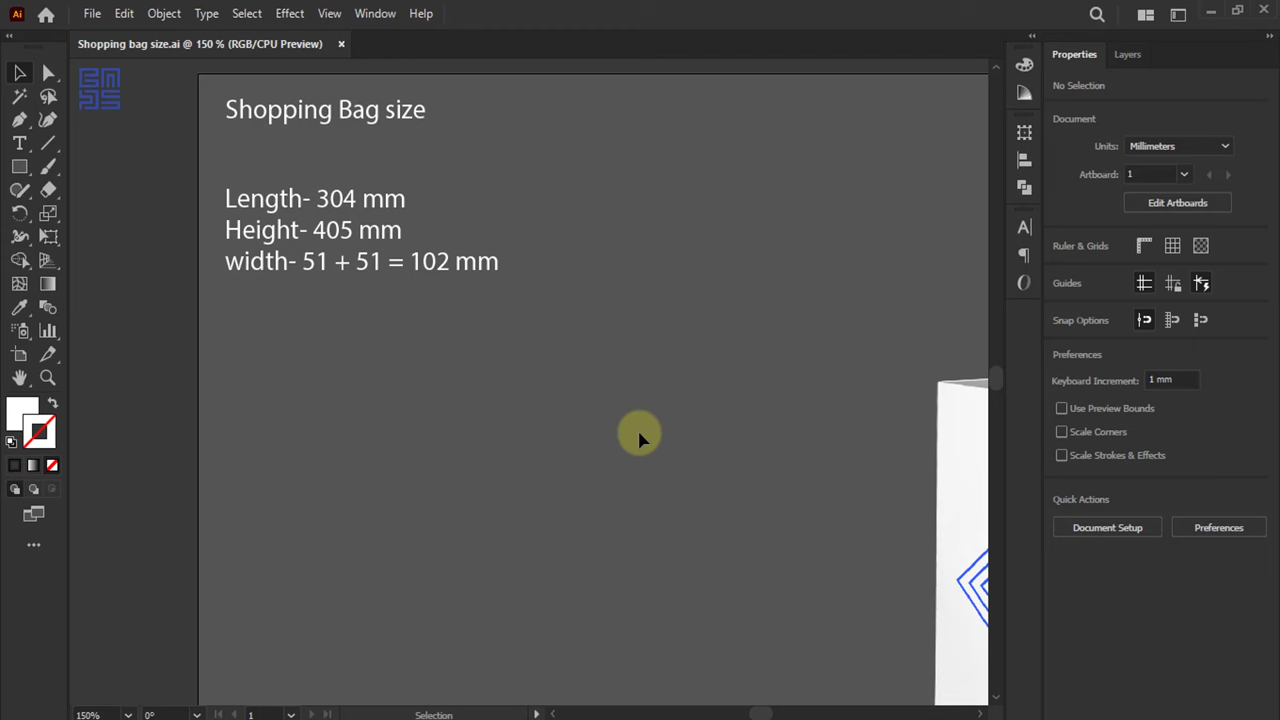 File Edit Object Type Select Effect View Window Help
Shopping bag size.ai @ 150 % (RGB/CPU Preview)
Shopping Bag size
Length- 304 mm
Height- 405 mm
width- 51 + 51 = 102 mm
Properties Layers
No Selection
Document
Units: Millimeters
Artboard: 1
Edit Artboards
Ruler & Grids
Guides
Snap Options
Preferences
Keyboard Increment: 1 mm
Use Preview Bounds
Scale Corners
Scale Strokes & Effects
Quick Actions
Document Setup Preferences
150% 0° 1 Selection